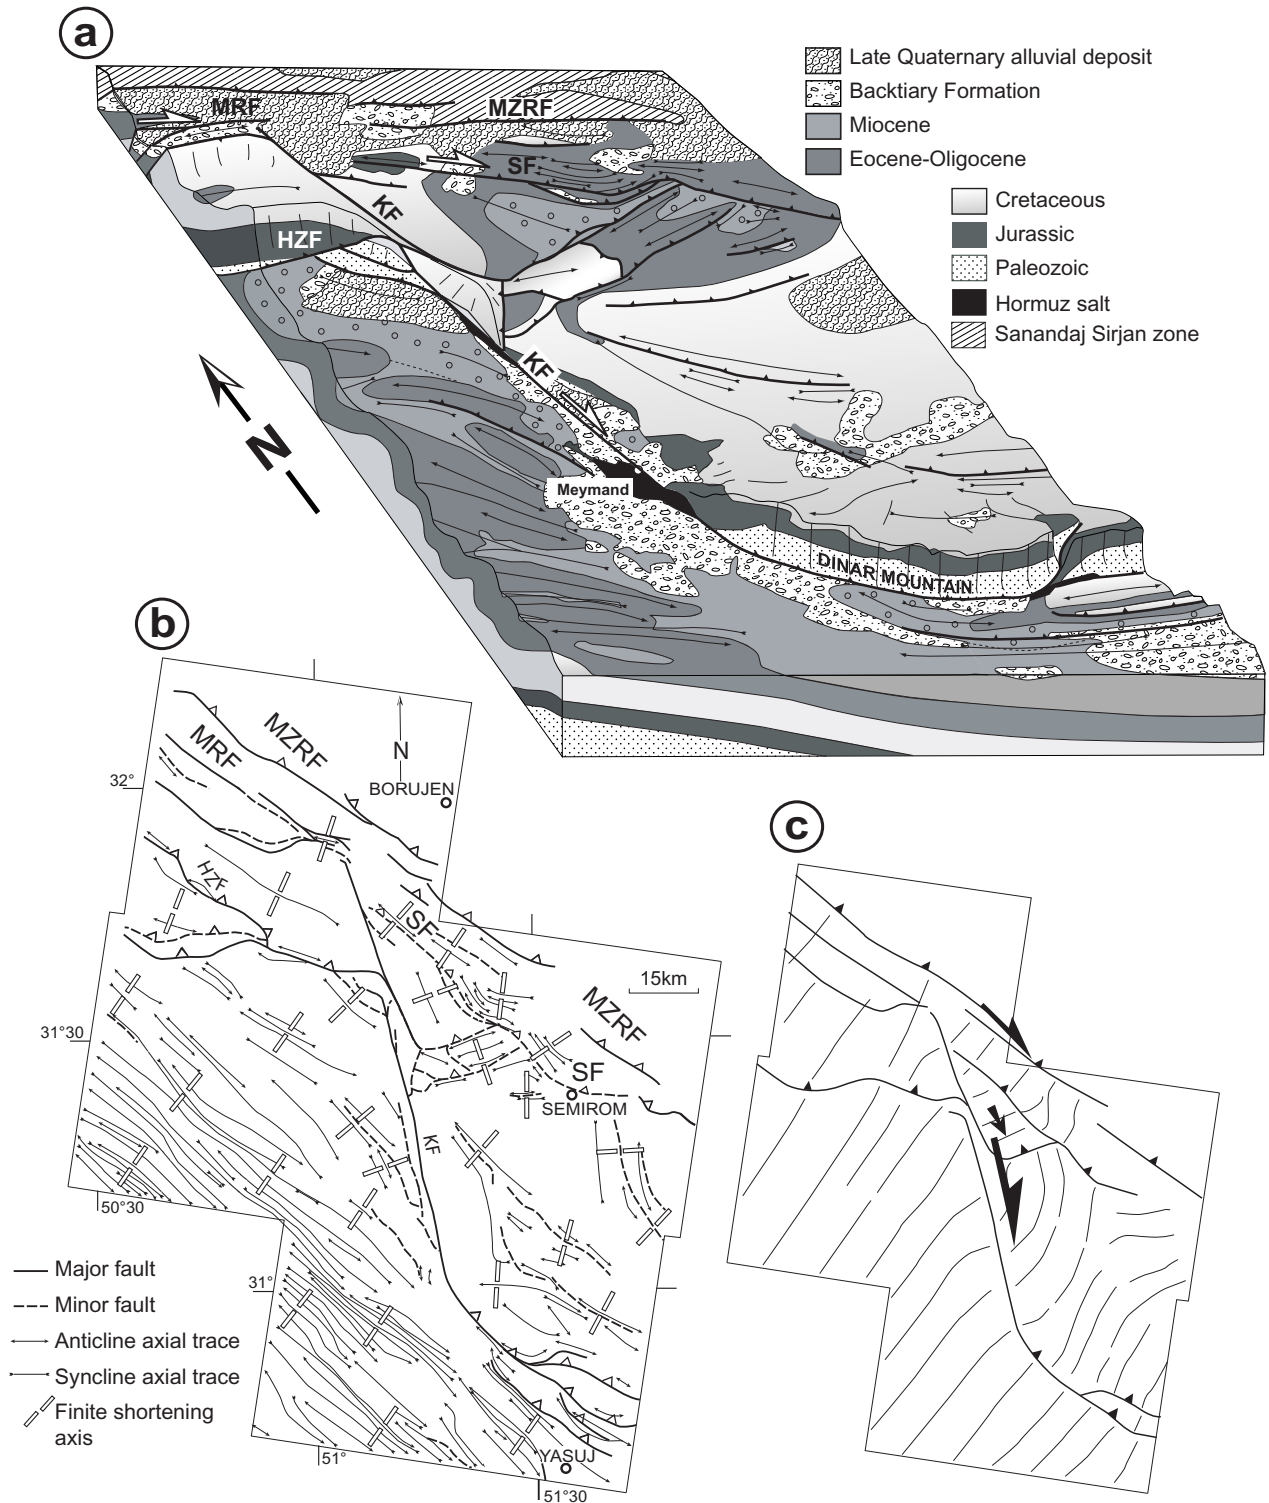 a
Late Quaternary alluvial deposit
Backtiary Formation
Miocene
Eocene-Oligocene
Cretaceous
Jurassic
Paleozoic
Hormuz salt
Sanandaj Sirjan zone
MRF
MZRF
SF
KF
HZF
KF
N
Meymand
DINAR MOUNTAIN
b
MZRF
MRF
N
BORUJEN
32°
HZF
SF
15km
MZRF
31°30
SF
SEMIROM
KF
50°30
31°
YASUJ
51°
51°30
Major fault
Minor fault
Anticline axial trace
Syncline axial trace
Finite shortening
axis
c